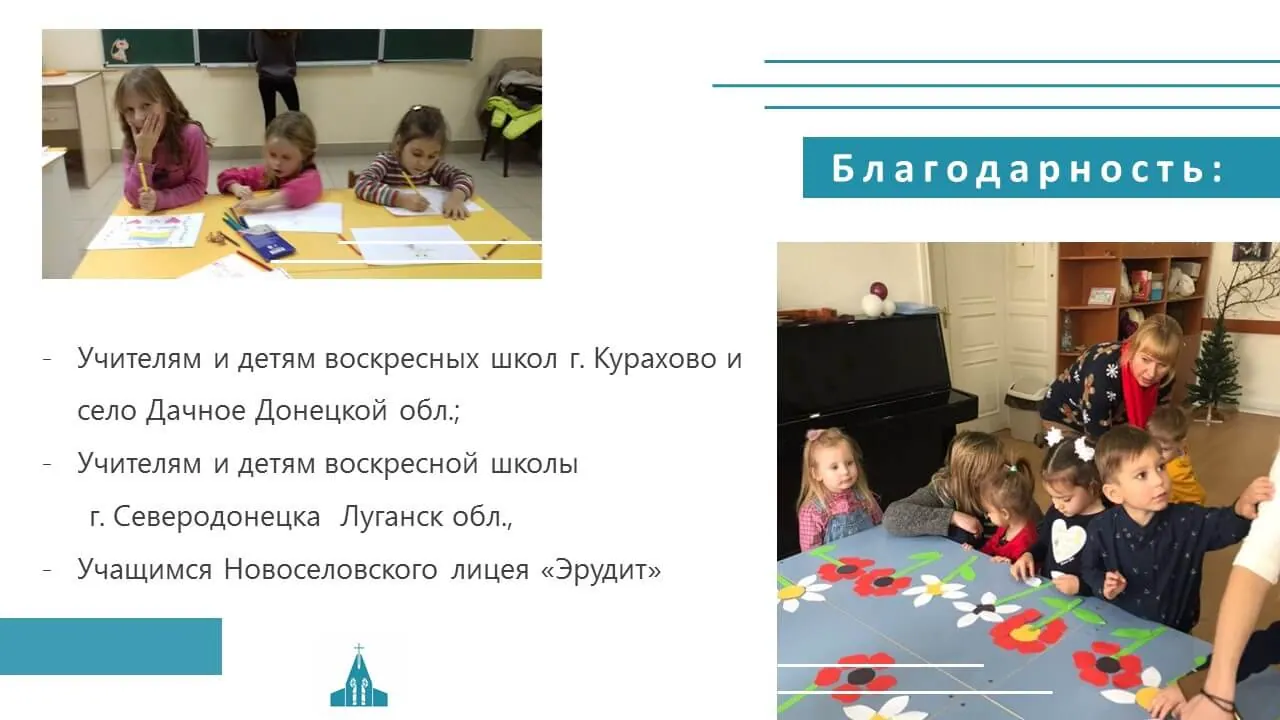 Благодарность:
- Учителям и детям воскресных школ г. Курахово и
село Дачное Донецкой обл.;
- Учителям и детям воскресной школы
г. Северодонецка Луганск обл.,
- Учащимся Новоселовского лицея «Эрудит»